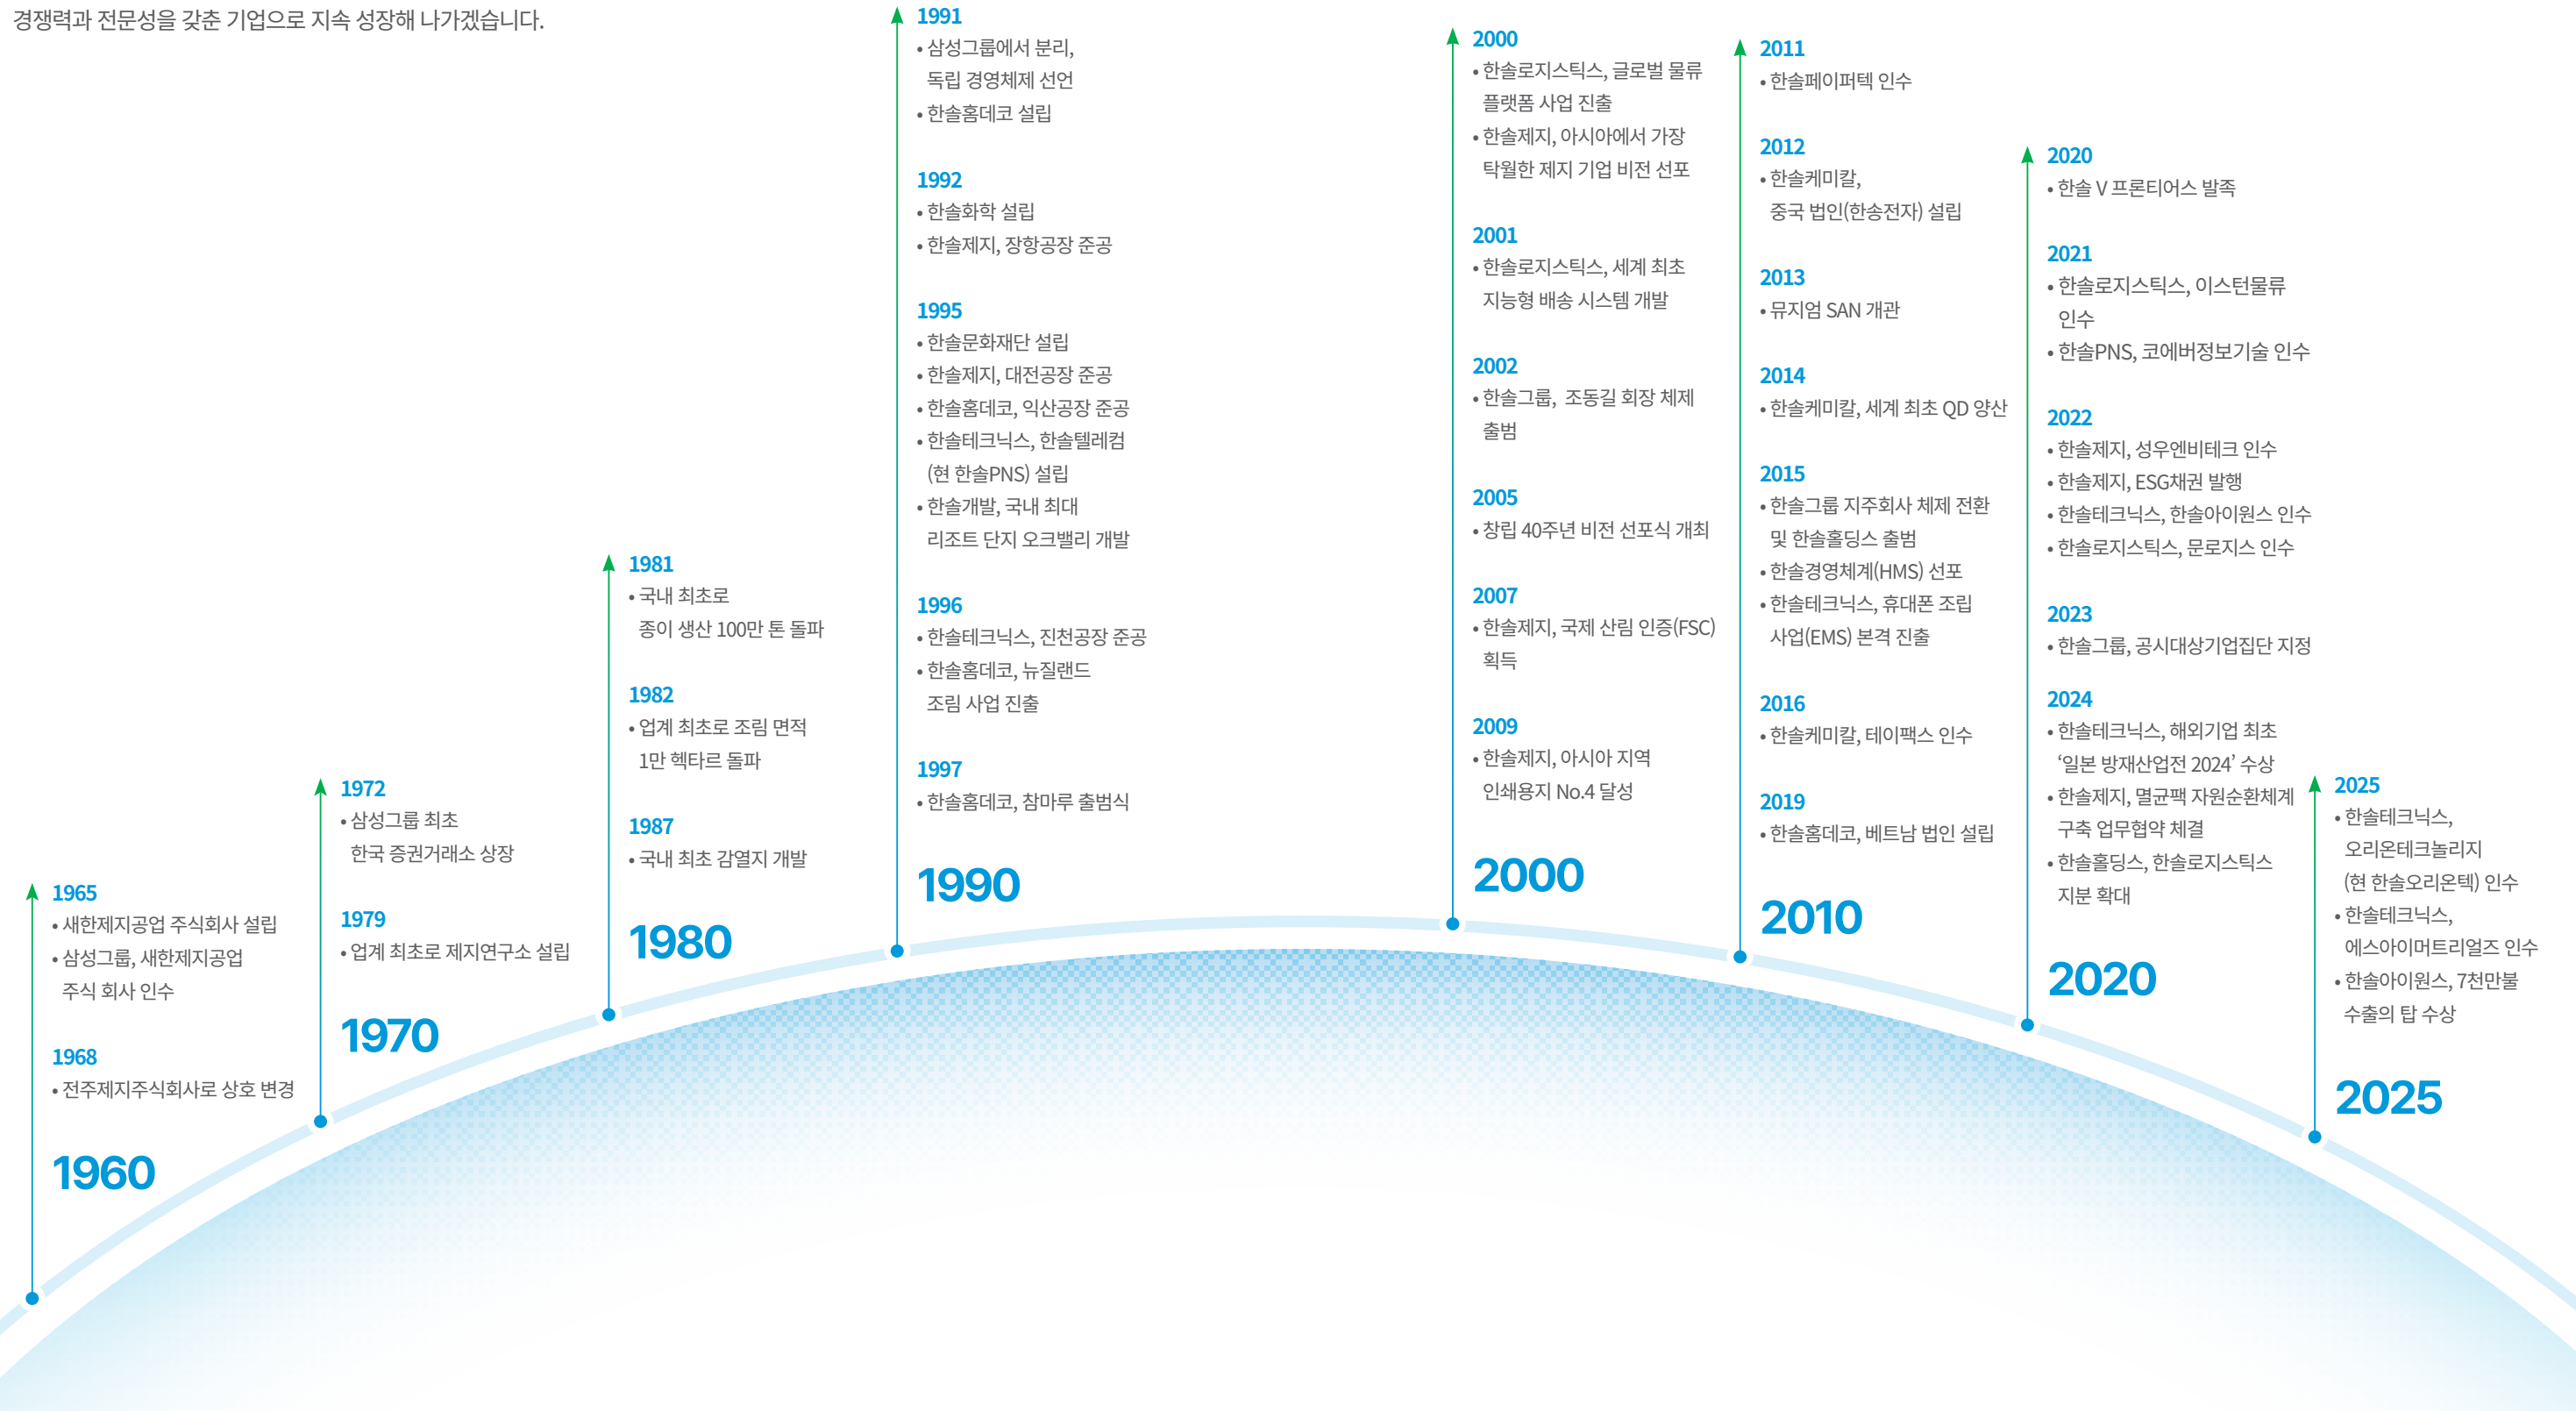 경쟁력과 전문성을 갖춘 기업으로 지속 성장해 나가겠습니다.
1965
• 새한제지공업 주식회사 설립
• 삼성그룹, 새한제지공업
주식 회사 인수
1968
• 전주제지주식회사로 상호 변경
1960
1972
• 삼성그룹 최초
한국 증권거래소 상장
1979
• 업계 최초로 제지연구소 설립
1970
1981
• 국내 최초로
종이 생산 100만 톤 돌파
1982
• 업계 최초로 조림 면적
1만 헥타르 돌파
1987
• 국내 최초 감열지 개발
1980
1991
• 삼성그룹에서 분리,
독립 경영체제 선언
• 한솔홈데코 설립
1992
• 한솔화학 설립
• 한솔제지, 장항공장 준공
1995
• 한솔문화재단 설립
• 한솔제지, 대전공장 준공
• 한솔홈데코, 익산공장 준공
• 한솔테크닉스, 한솔텔레컴
(현 한솔PNS) 설립
• 한솔개발, 국내 최대
리조트 단지 오크밸리 개발
1996
• 한솔테크닉스, 진천공장 준공
• 한솔홈데코, 뉴질랜드
조림 사업 진출
1997
• 한솔홈데코, 참마루 출범식
1990
2000
• 한솔로지스틱스, 글로벌 물류
플랫폼 사업 진출
• 한솔제지, 아시아에서 가장
탁월한 제지 기업 비전 선포
2001
• 한솔로지스틱스, 세계 최초
지능형 배송 시스템 개발
2002
• 한솔그룹, 조동길 회장 체제
출범
2005
• 창립 40주년 비전 선포식 개최
2007
• 한솔제지, 국제 산림 인증(FSC)
획득
2009
• 한솔제지, 아시아 지역
인쇄용지 No.4 달성
2000
2011
• 한솔페이퍼텍 인수
2012
• 한솔케미칼,
중국 법인(한송전자) 설립
2013
• 뮤지엄 SAN 개관
2014
• 한솔케미칼, 세계 최초 QD 양산
2015
• 한솔그룹 지주회사 체제 전환
및 한솔홀딩스 출범
• 한솔경영체계(HMS) 선포
• 한솔테크닉스, 휴대폰 조립
사업(EMS) 본격 진출
2016
• 한솔케미칼, 테이팩스 인수
2019
• 한솔홈데코, 베트남 법인 설립
2010
2020
• 한솔 V 프론티어스 발족
2021
• 한솔로지스틱스, 이스턴물류
인수
• 한솔PNS, 코에버정보기술 인수
2022
• 한솔제지, 성우엔비테크 인수
• 한솔제지, ESG채권 발행
• 한솔테크닉스, 한솔아이원스 인수
• 한솔로지스틱스, 문로지스 인수
2023
• 한솔그룹, 공시대상기업집단 지정
2024
• 한솔테크닉스, 해외기업 최초
‘일본 방재산업전 2024’ 수상
• 한솔제지, 멸균팩 자원순환체계
구축 업무협약 체결
• 한솔홀딩스, 한솔로지스틱스
지분 확대
2020
2025
• 한솔테크닉스,
오리온테크놀리지
(현 한솔오리온텍) 인수
• 한솔테크닉스,
에스아이머트리얼즈 인수
• 한솔아이원스, 7천만불
수출의 탑 수상
2025